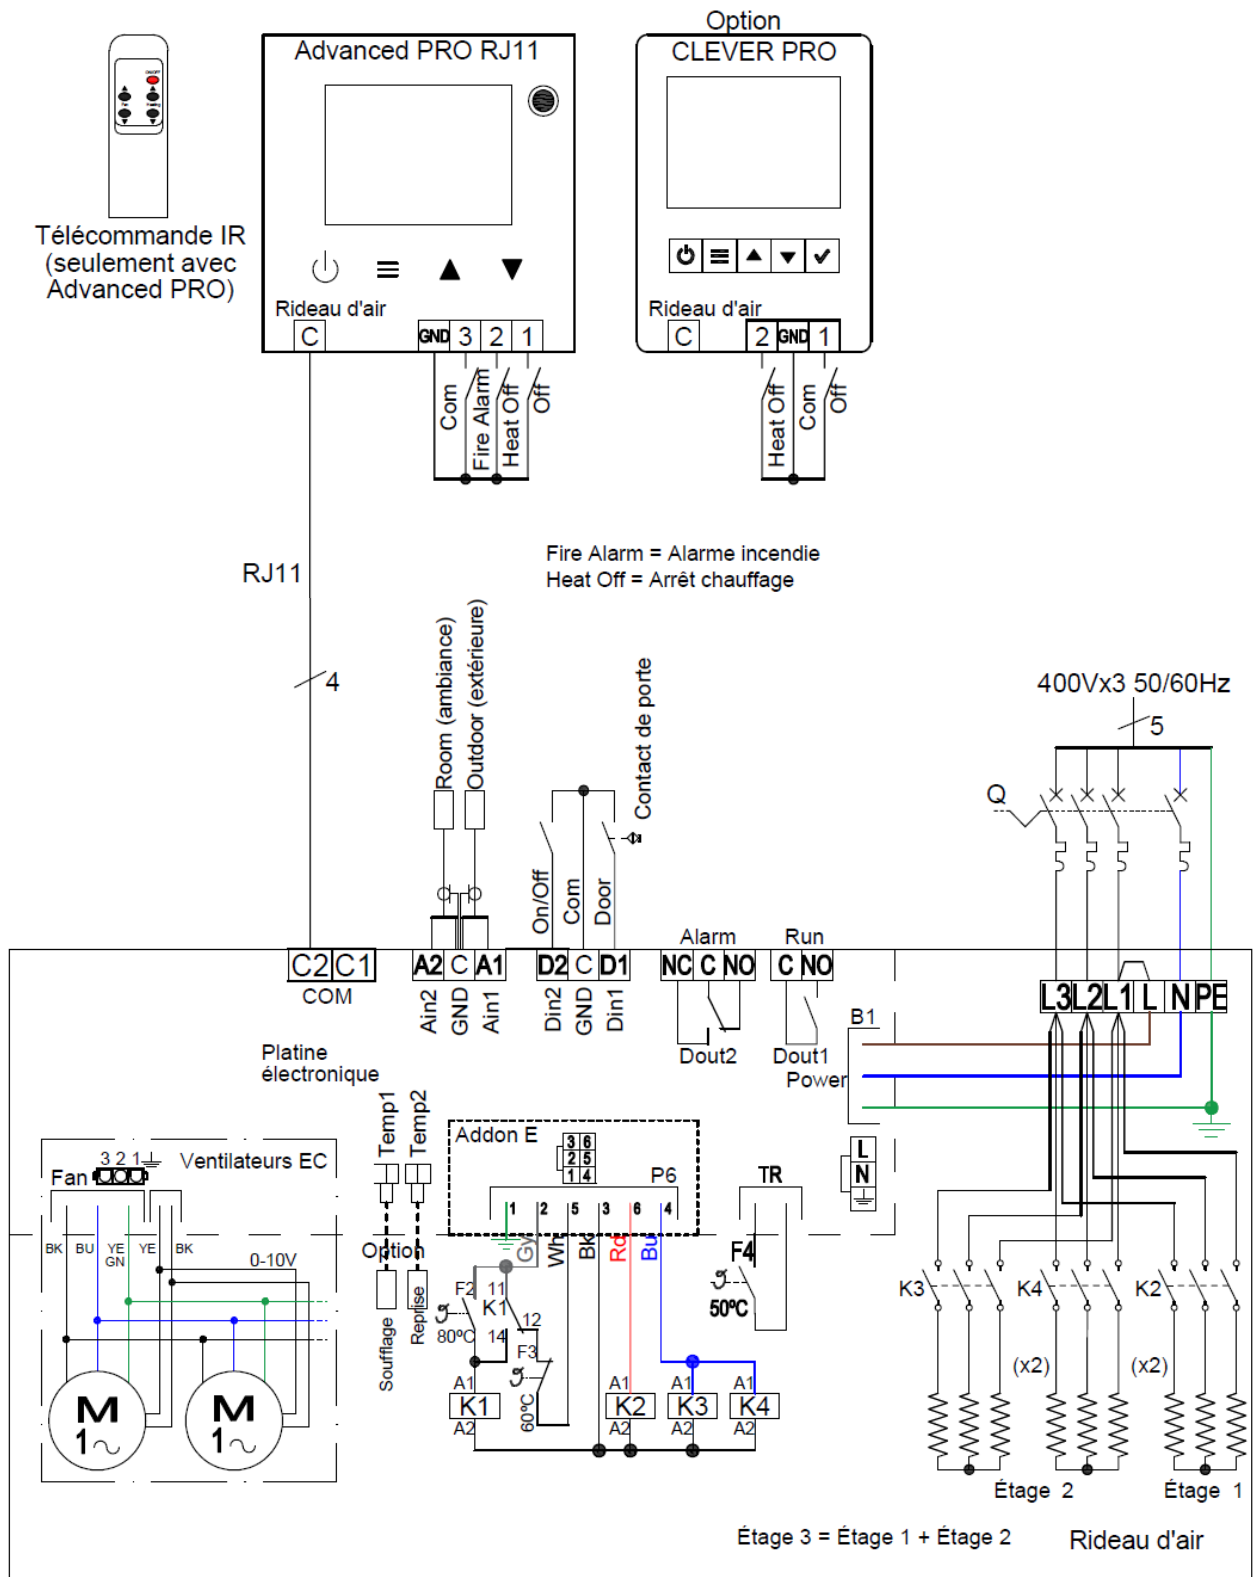 Option
Advanced PRO RJ11
CLEVER PRO
ON/OFF
Télécommande IR
(seulement avec
Advanced PRO)
Rideau d'air
C
GND 3 2 1
Com
Fire Alarm
Heat Off
Off
Rideau d'air
C
2 GND 1
Heat Off
Com
Off
Fire Alarm = Alarme incendie
Heat Off = Arrêt chauffage
RJ11
4
Room (ambiance)
Outdoor (extérieure)
Contact de porte
400Vx3 50/60Hz
5
Q
On/Off
Com
Door
Alarm
Run
C2 C1
COM
A2 C A1
Ain2
GND
Ain1
D2 C D1
Din2
GND
Din1
NC C NO
Dout2
C NO
Dout1
L3 L2 L1 L N PE
B1
Power
Platine
électronique
Temp1
Temp2
Addon E
3 6
2 5
1 4
P6
TR
L
N
Fan
3 2 1
Ventilateurs EC
1 2 5 3 6 4
BK BU YE GN YE BK
0-10V
Option
Gy
Wh
Bk
Rd
Bu
F4
50ºC
Soufflage
Reprise
F2
80ºC
11
K1
12
14
F3
60ºC
K3 K4 K2
(x2) (x2)
M
1
M
1
A1
K1
A2
A1
K2
A2
A1
K3
A2
A1
K4
A2
Étage 2
Étage 1
Étage 3 = Étage 1 + Étage 2
Rideau d'air